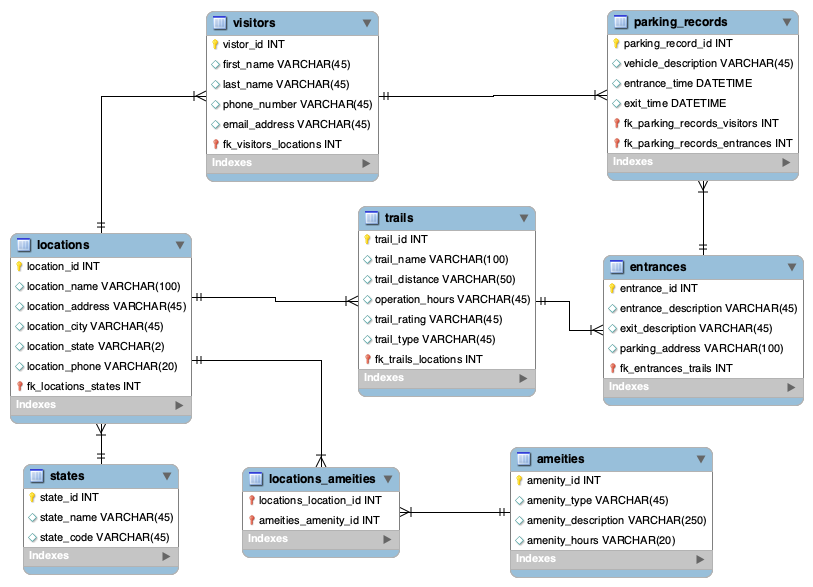 visitors
vistor_id INT
first_name VARCHAR(45)
last_name VARCHAR(45)
phone_number VARCHAR(45)
email_address VARCHAR(45)
fk_visitors_locations INT
Indexes
parking_records
parking_record_id INT
vehicle_description VARCHAR(45)
entrance_time DATETIME
exit_time DATETIME
fk_parking_records_visitors INT
fk_parking_records_entrances INT
Indexes
locations
location_id INT
location_name VARCHAR(100)
location_address VARCHAR(45)
location_city VARCHAR(45)
location_state VARCHAR(2)
location_phone VARCHAR(20)
fk_locations_states INT
Indexes
trails
trail_id INT
trail_name VARCHAR(100)
trail_distance VARCHAR(50)
operation_hours VARCHAR(45)
trail_rating VARCHAR(45)
trail_type VARCHAR(45)
fk_trails_locations INT
Indexes
entrances
entrance_id INT
entrance_description VARCHAR(45)
exit_description VARCHAR(45)
parking_address VARCHAR(100)
fk_entrances_trails INT
Indexes
states
state_id INT
state_name VARCHAR(45)
state_code VARCHAR(45)
Indexes
locations_ameities
locations_location_id INT
ameities_amenity_id INT
Indexes
ameities
amenity_id INT
amenity_type VARCHAR(45)
amenity_description VARCHAR(250)
amenity_hours VARCHAR(20)
Indexes